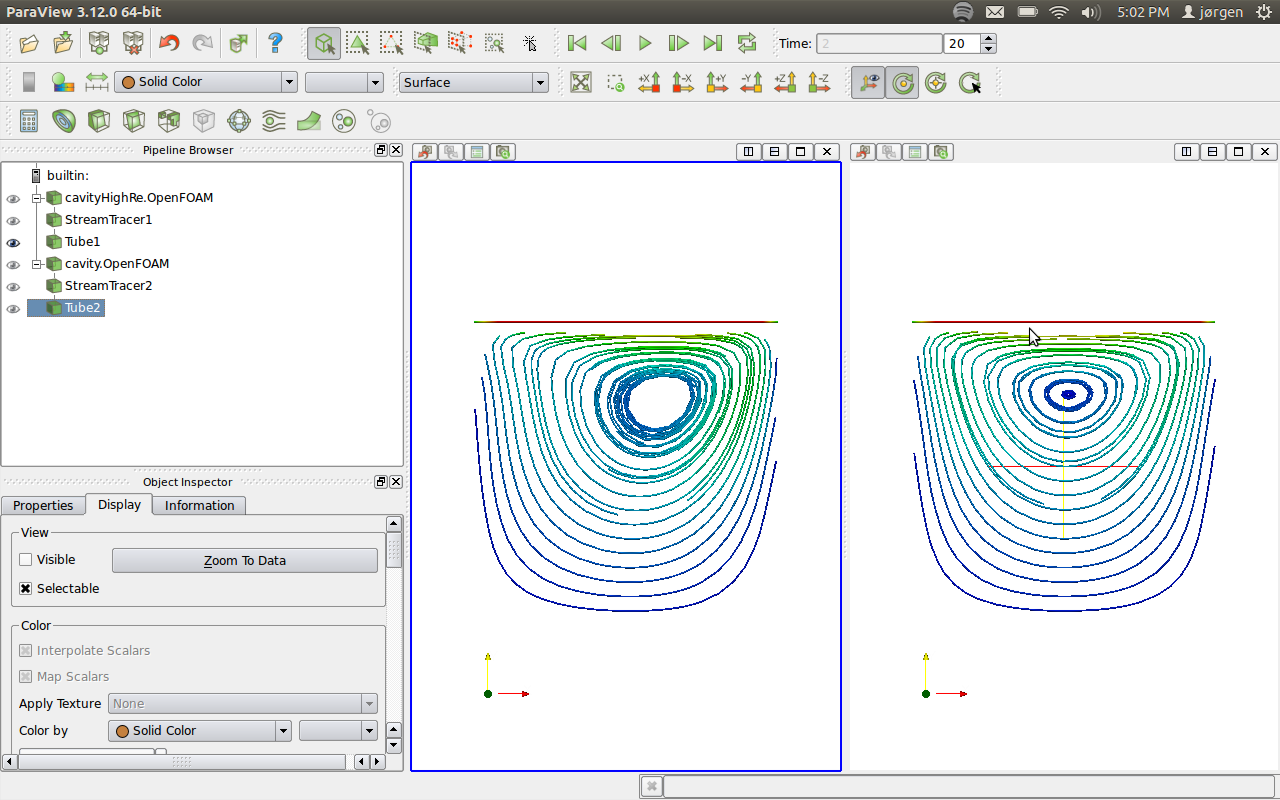 ParaView 3.12.0 64-bit
5:02 PM
jørgen
?
Time:
2
20
Solid Color
Surface
+X
-X
+Y
-Y
+Z
-Z
Pipeline Browser
builtin:
cavityHighRe.OpenFOAM
StreamTracer1
Tube1
cavity.OpenFOAM
StreamTracer2
Tube2
Object Inspector
Properties
Display
Information
View
Visible
Zoom To Data
Selectable
Color
Interpolate Scalars
Map Scalars
Apply Texture
None
Color by
Solid Color